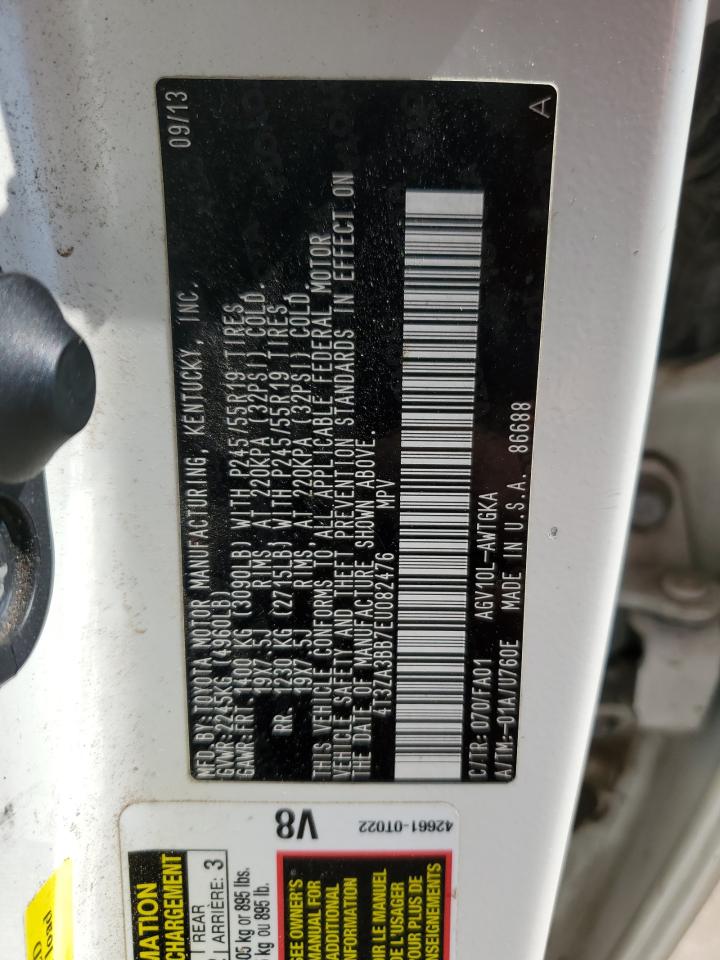 MFD BY:TOYOTA MOTOR MANUFACTURING, KENTUCKY, INC. 09/13
GVWR:2245KG(4960LB)
GAWR:FRT 1400 KG (3090LB) WITH P245/55R19 TIRES
19X7 5J RIMS AT 220KPA (32PSI) COLD.
RR. 1230 KG (2715LB) WITH P245/55R19 TIRES
19X7 5J RIMS AT 220KPA (32PSI) COLD.
THIS VEHICLE CONFORMS TO ALL APPLICABLE FEDERAL MOTOR
VEHICLE SAFETY AND THEFT PREVENTION STANDARDS IN EFFECT ON
THE DATE OF MANUFACTURE SHOWN ABOVE.
4T3ZA3BB7EU082476 MPV
C/TR:070/FA01 AGV10L-AWTGKA
A/TM:-01A/U760E MADE IN U.S.A. 86688
A
V8
42661-0T022
MATION
CHARGEMENT
REAR
ARRIÈRE: 3
05 kg or 895 lbs.
kg ou 895 lb.
SEE OWNER'S
MANUAL FOR
ADDITIONAL
INFORMATION
LE MANUEL
DE L'USAGER
POUR PLUS DE
load